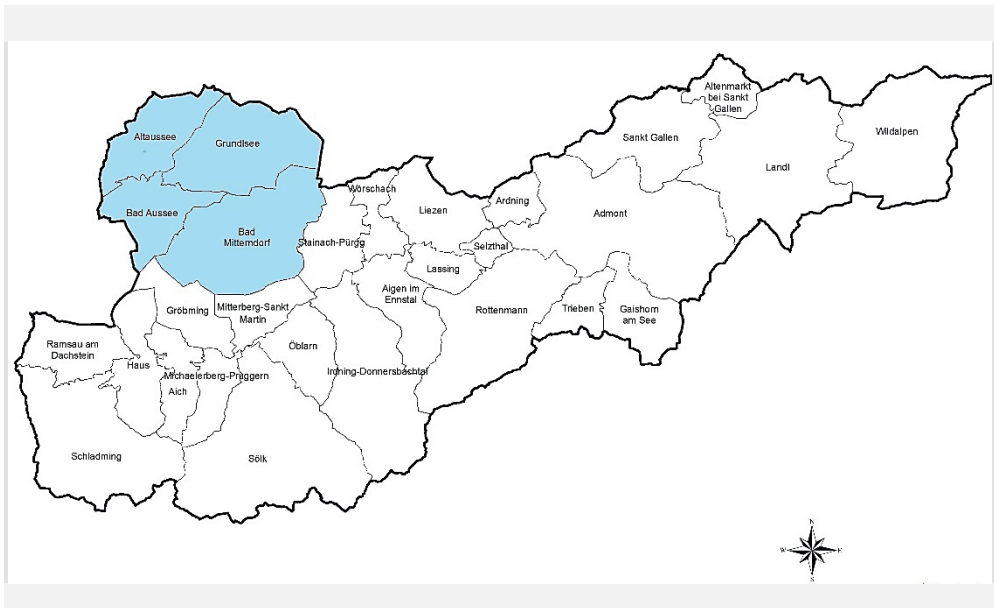 Altenmarkt
bei Sankt
Gallen
Altaussee
Grundlsee
Sankt Gallen
Wildalpen
Landl
Wörschach
Bad Aussee
Liezen
Ardning
Admont
Bad
Mitterndorf
Stainach-Pürgg
Selzthal
Lassing
Aigen im
Ennstal
Gröbming
Mitterberg-Sankt
Martin
Rottenmann
Trieben
Gaishorn
am See
Ramsau am
Dachstein
Öblarn
Haus
Michaelerberg-Pruggern
Irdning-Donnersbachtal
Aich
Schladming
Sölk
N
W
E
S